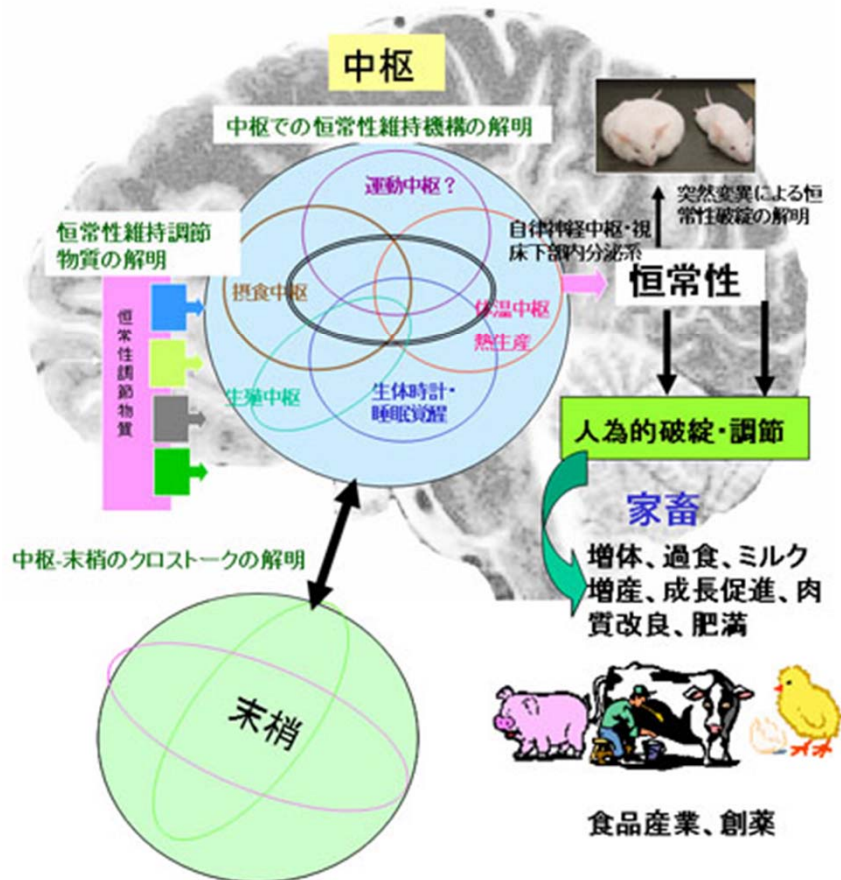 中枢
中枢での恒常性維持機構の解明
運動中枢？
突然変異による恒
常性破綻の解明
恒常性維持調節
物質の解明
自律神経中枢・視
床下部内分泌系
恒常性
摂食中枢
体温中枢
熱生産
恒常性調節物質
生殖中枢
生体時計・
睡眠覚醒
人為的破綻・調節
家畜
中枢-末梢のクロストークの解明
増体、過食、ミルク
増産、成長促進、肉
質改良、肥満
末梢
食品産業、創薬